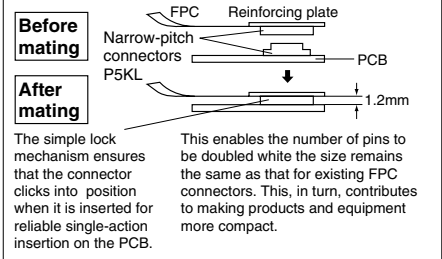 Before
mating
FPC
Reinforcing plate
Narrow-pitch
connectors
P5KL
PCB
After
mating
1.2mm
The simple lock
mechanism ensures
that the connector
clicks into position
when it is inserted for
reliable single-action
insertion on the PCB.
This enables the number of pins to
be doubled white the size remains
the same as that for existing FPC
connectors. This, in turn, contributes
to making products and equipment
more compact.